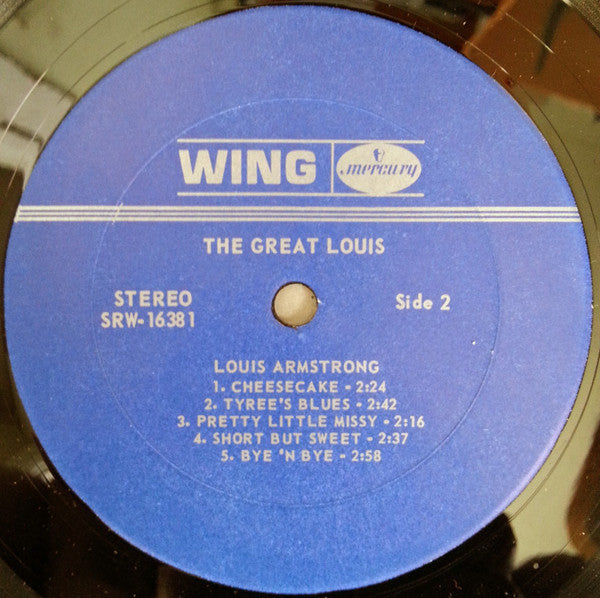 WING mercury
THE GREAT LOUIS
STEREO
SRW-16381
Side 2
LOUIS ARMSTRONG
1. CHEESECAKE - 2:24
2. TYREE'S BLUES - 2:42
3. PRETTY LITTLE MISSY - 2:16
4. SHORT BUT SWEET - 2:37
5. BYE 'N BYE - 2:58